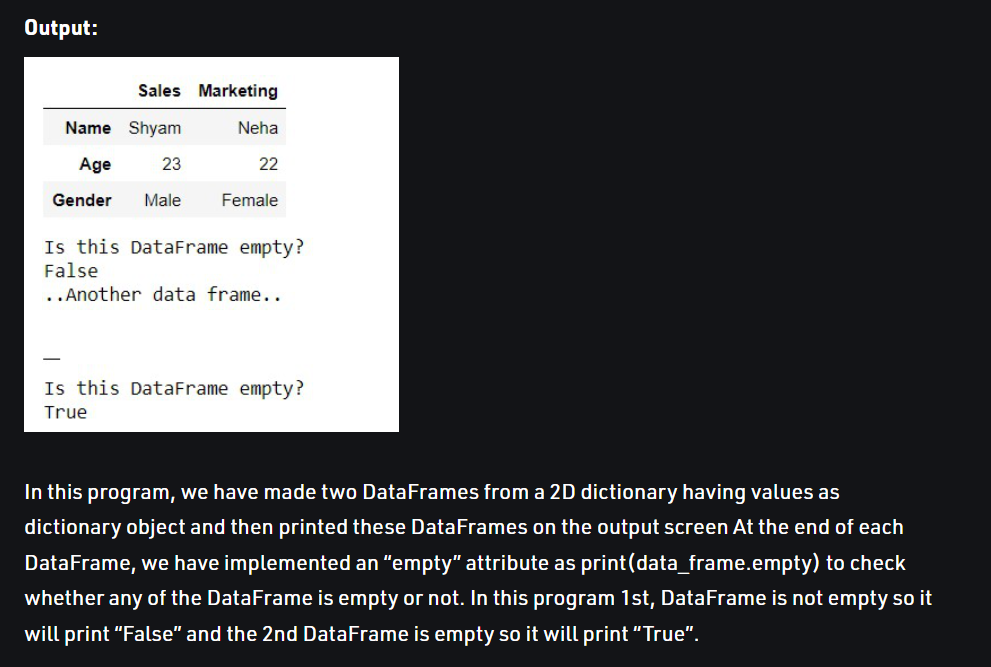 Output:
Sales Marketing
Name Shyam Neha
Age 23 22
Gender Male Female
Is this DataFrame empty?
False
..Another data frame..
Is this DataFrame empty?
True
In this program, we have made two DataFrames from a 2D dictionary having values as
dictionary object and then printed these DataFrames on the output screen At the end of each
DataFrame, we have implemented an “empty” attribute as print(data_frame.empty) to check
whether any of the DataFrame is empty or not. In this program 1st, DataFrame is not empty so it
will print “False” and the 2nd DataFrame is empty so it will print “True”.